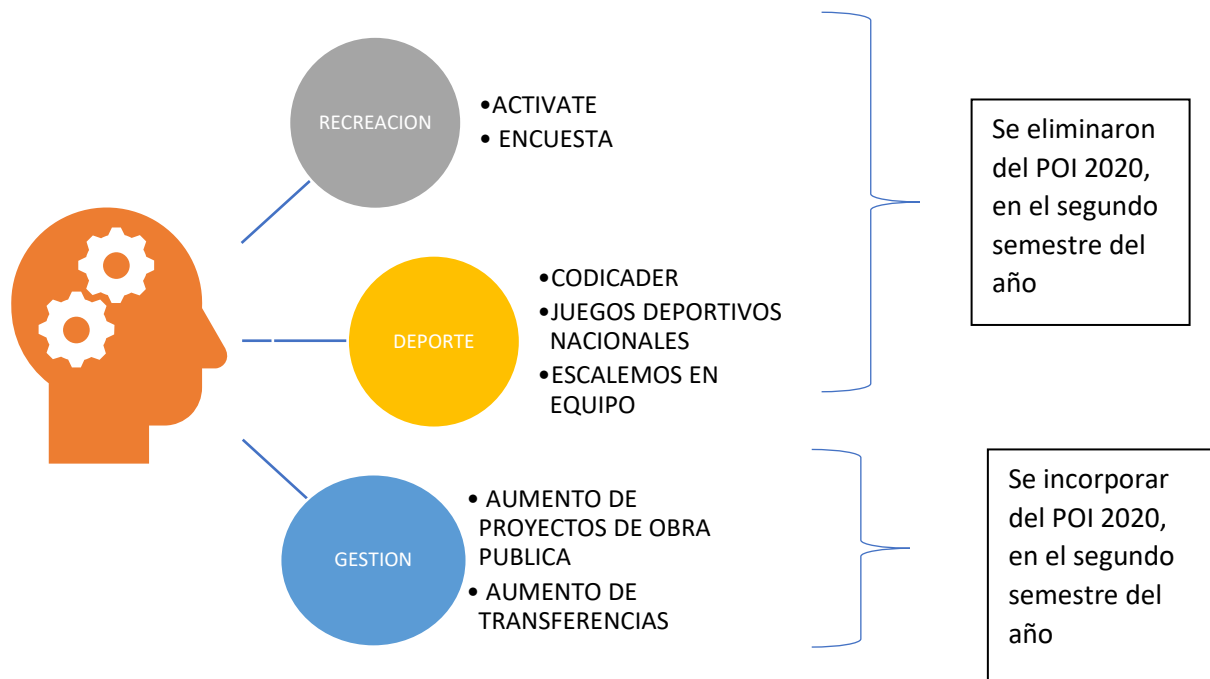 RECREACION
•ACTIVATE
• ENCUESTA
Se eliminaron
del POI 2020,
en el segundo
semestre del
año
DEPORTE
•CODICADER
•JUEGOS DEPORTIVOS
NACIONALES
•ESCALEMOS EN
EQUIPO
GESTION
• AUMENTO DE
PROYECTOS DE OBRA
PUBLICA
• AUMENTO DE
TRANSFERENCIAS
Se incorporar
del POI 2020,
en el segundo
semestre del
año